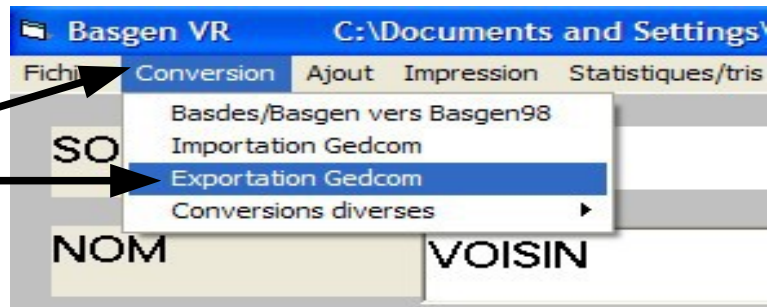 Basgen VR C:\Documents and Settings\
Conversion Ajout Impression Statistiques/tris
Basdes/Basgen vers Basgen98
Importation Gedcom
Exportation Gedcom
Conversions diverses
SO
NOM VOISIN